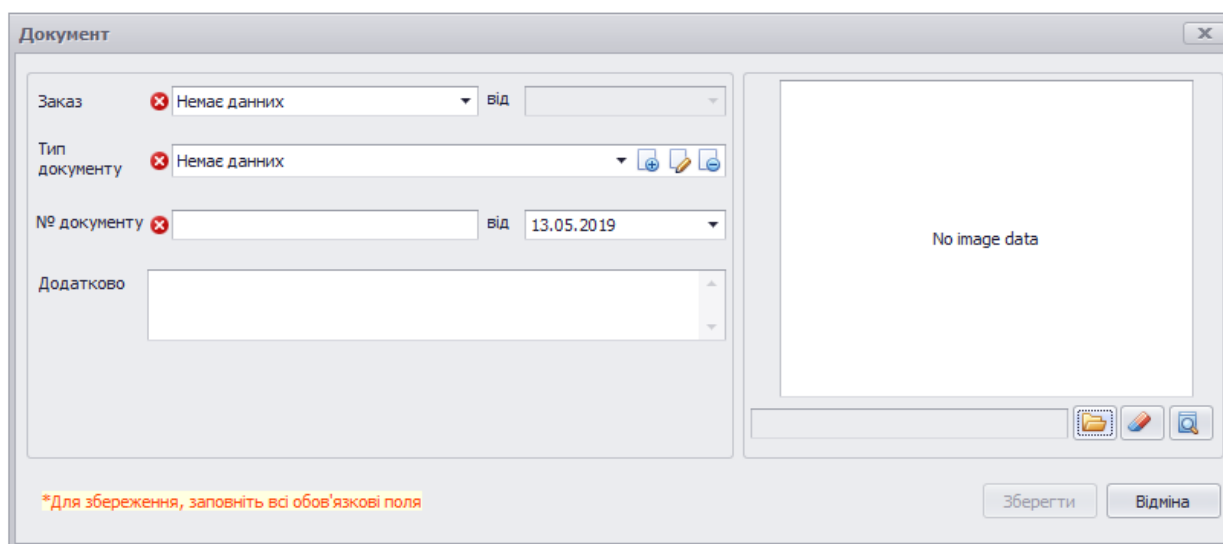 Документ
Заказ Немає данних від
Тип
документу Немає данних
№ документу від 13.05.2019
Додатково
No image data
*Для збереження, заповніть всі обов'язкові поля
Зберегти Відміна